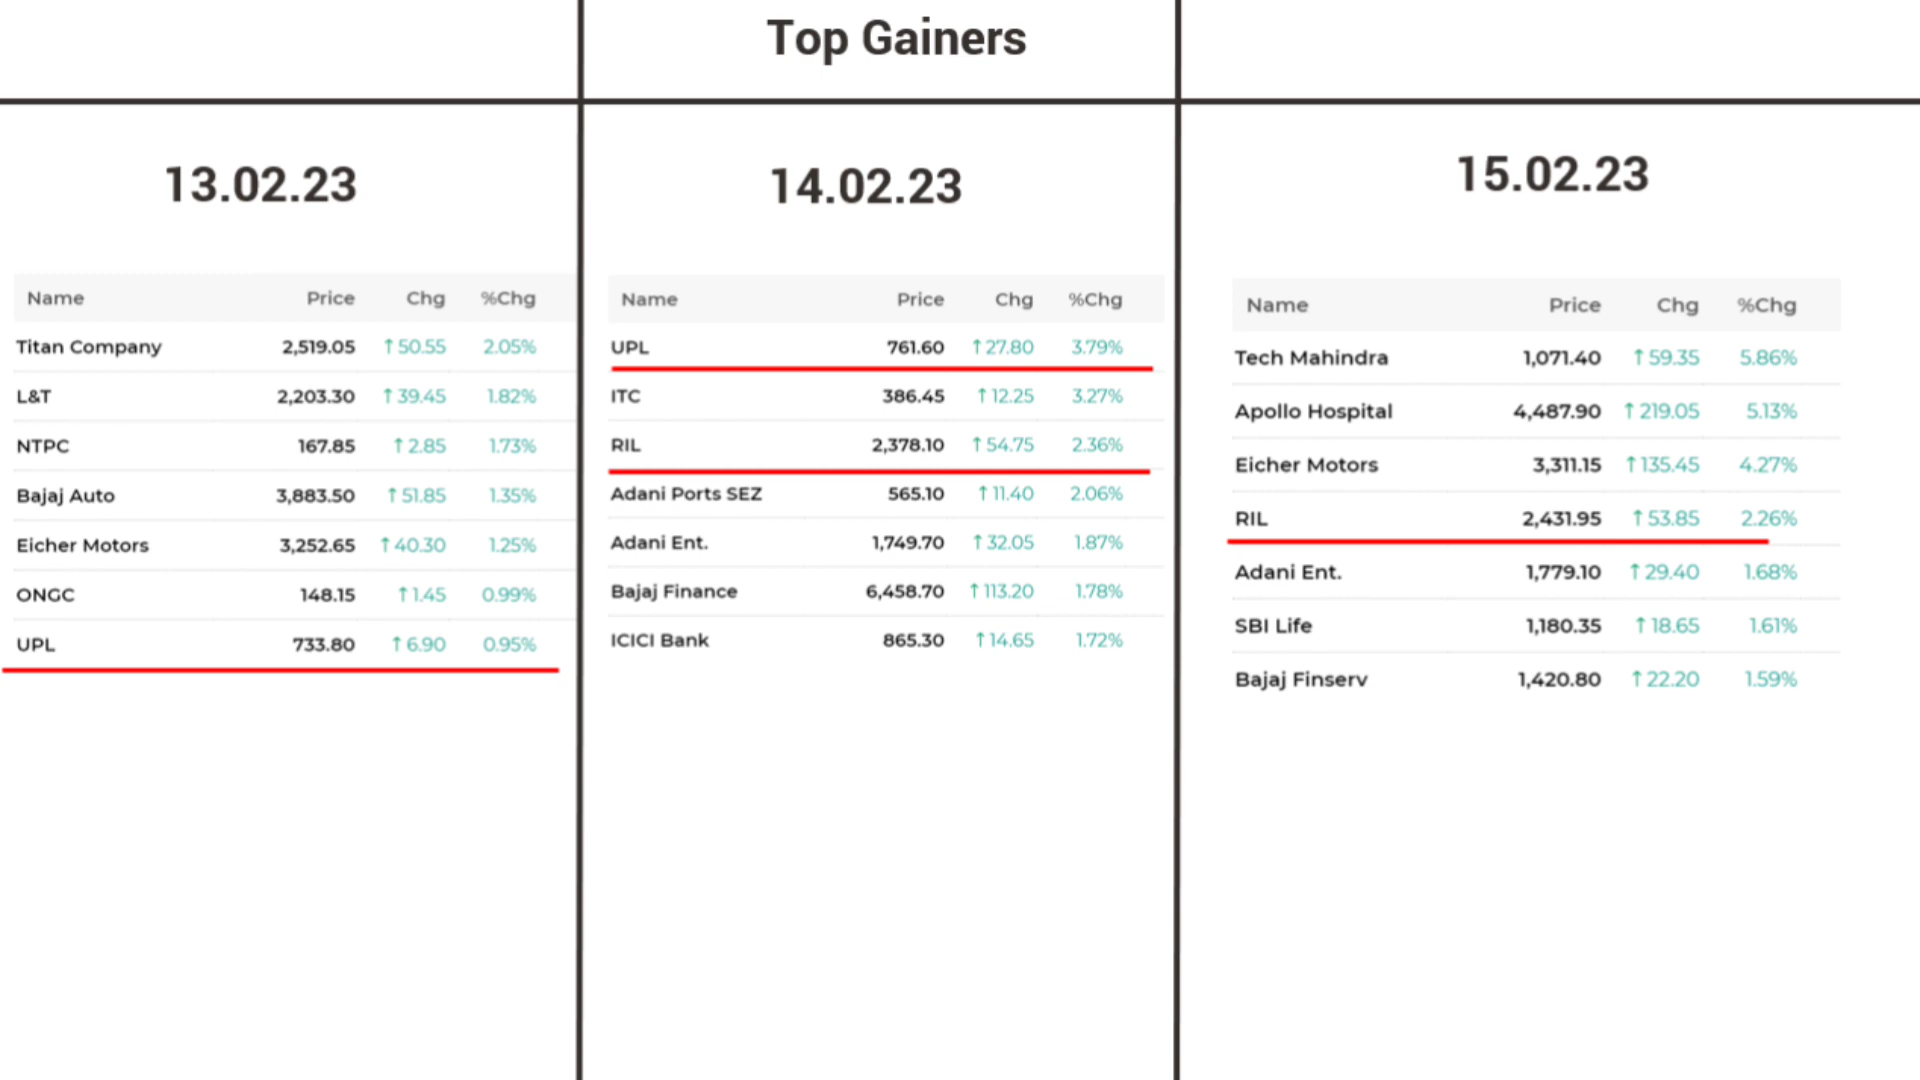 Top Gainers
13.02.23
Name Price Chg %Chg
Titan Company 2,519.05 ↑50.55 2.05%
L&T 2,203.30 ↑39.45 1.82%
NTPC 167.85 ↑2.85 1.73%
Bajaj Auto 3,883.50 ↑51.85 1.35%
Eicher Motors 3,252.65 ↑40.30 1.25%
ONGC 148.15 ↑1.45 0.99%
UPL 733.80 ↑6.90 0.95%
14.02.23
Name Price Chg %Chg
UPL 761.60 ↑27.80 3.79%
ITC 386.45 ↑12.25 3.27%
RIL 2,378.10 ↑54.75 2.36%
Adani Ports SEZ 565.10 ↑11.40 2.06%
Adani Ent. 1,749.70 ↑32.05 1.87%
Bajaj Finance 6,458.70 ↑113.20 1.78%
ICICI Bank 865.30 ↑14.65 1.72%
15.02.23
Name Price Chg %Chg
Tech Mahindra 1,071.40 ↑59.35 5.86%
Apollo Hospital 4,487.90 ↑219.05 5.13%
Eicher Motors 3,311.15 ↑135.45 4.27%
RIL 2,431.95 ↑53.85 2.26%
Adani Ent. 1,779.10 ↑29.40 1.68%
SBI Life 1,180.35 ↑18.65 1.61%
Bajaj Finserv 1,420.80 ↑22.20 1.59%